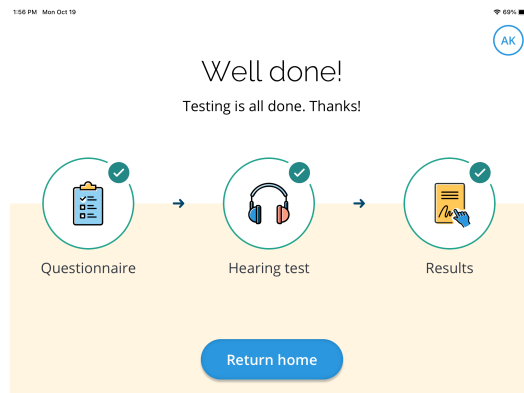 1:56 PM Mon Oct 19
69%
AK
Well done!
Testing is all done. Thanks!
Questionnaire
Hearing test
Results
Return home